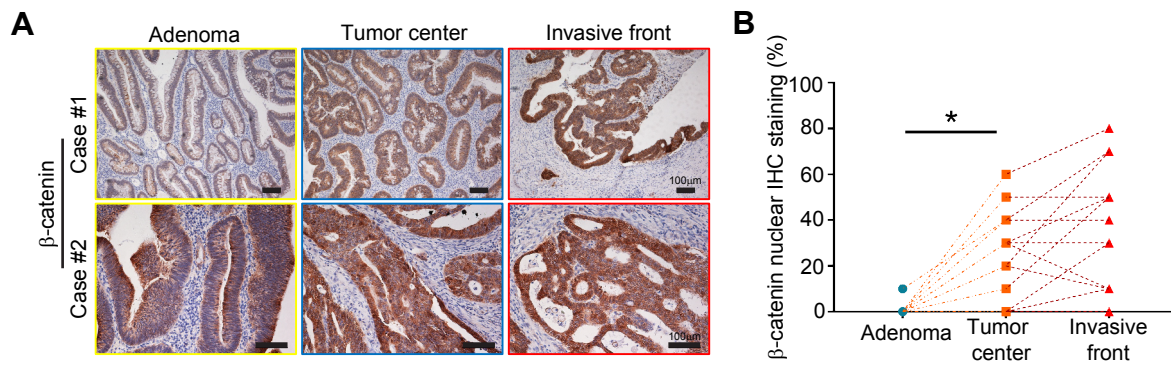 A
Adenoma
Tumor center
Invasive front
β-catenin
Case #1
Case #2
100μm
100μm
B
β-catenin nuclear IHC staining (%)
100
80
60
40
20
0
*
Adenoma
Tumor
center
Invasive
front